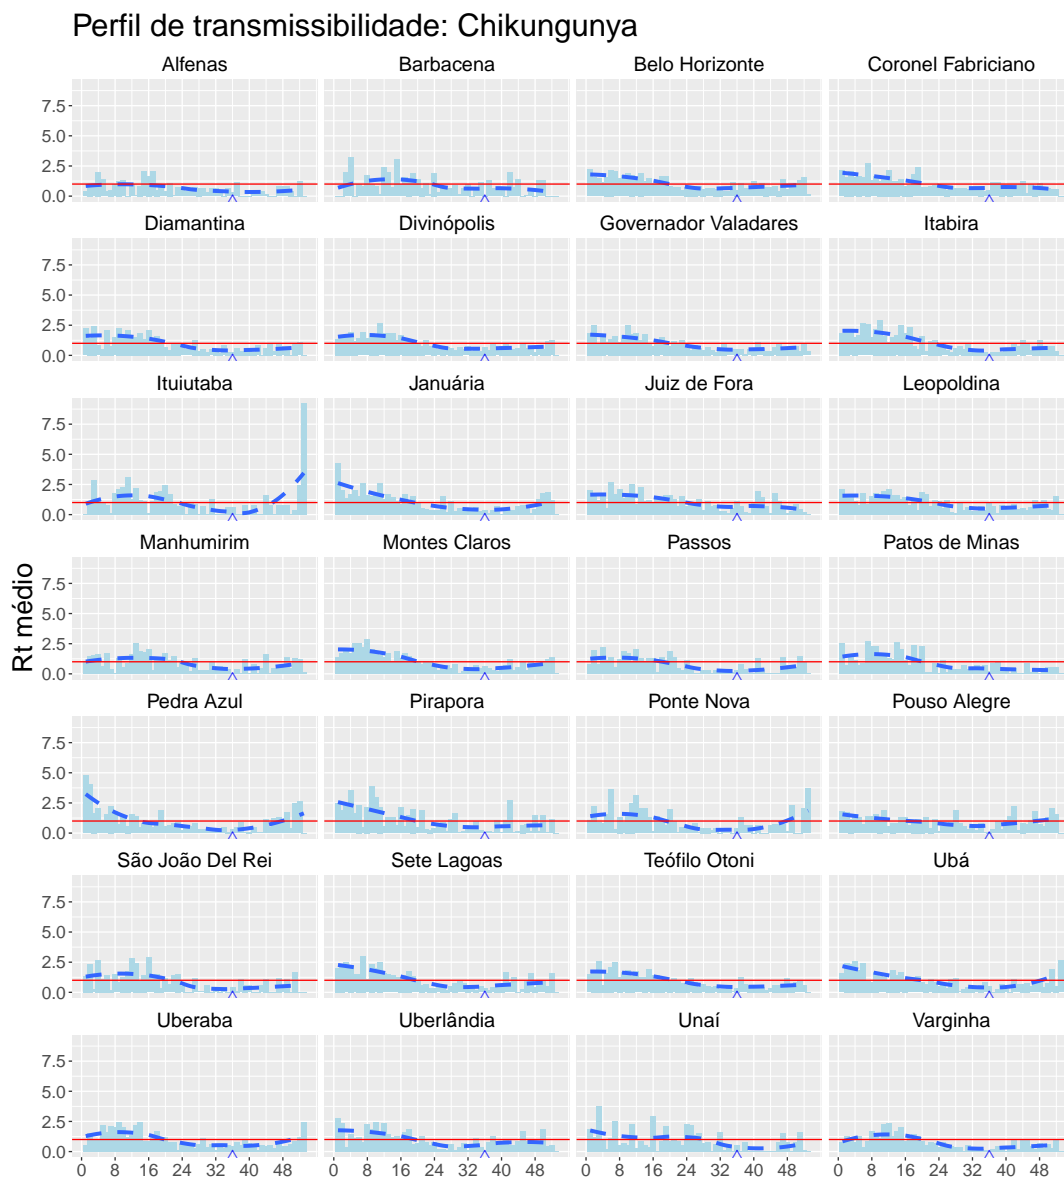 Perfil de transmissibilidade: Chikungunya
Alfenas Barbacena Belo Horizonte Coronel Fabriciano
7.5
5.0
2.5
0.0
Diamantina Divinópolis Governador Valadares Itabira
7.5
5.0
2.5
0.0
Ituiutaba Januária Juiz de Fora Leopoldina
7.5
5.0
2.5
0.0
Manhumirim Montes Claros Passos Patos de Minas
7.5
5.0
2.5
0.0
Rt médio
Pedra Azul Pirapora Ponte Nova Pouso Alegre
7.5
5.0
2.5
0.0
São João Del Rei Sete Lagoas Teófilo Otoni Ubá
7.5
5.0
2.5
0.0
Uberaba Uberlândia Unaí Varginha
7.5
5.0
2.5
0.0
0 8 16 24 32 40 48 0 8 16 24 32 40 48 0 8 16 24 32 40 48 0 8 16 24 32 40 48